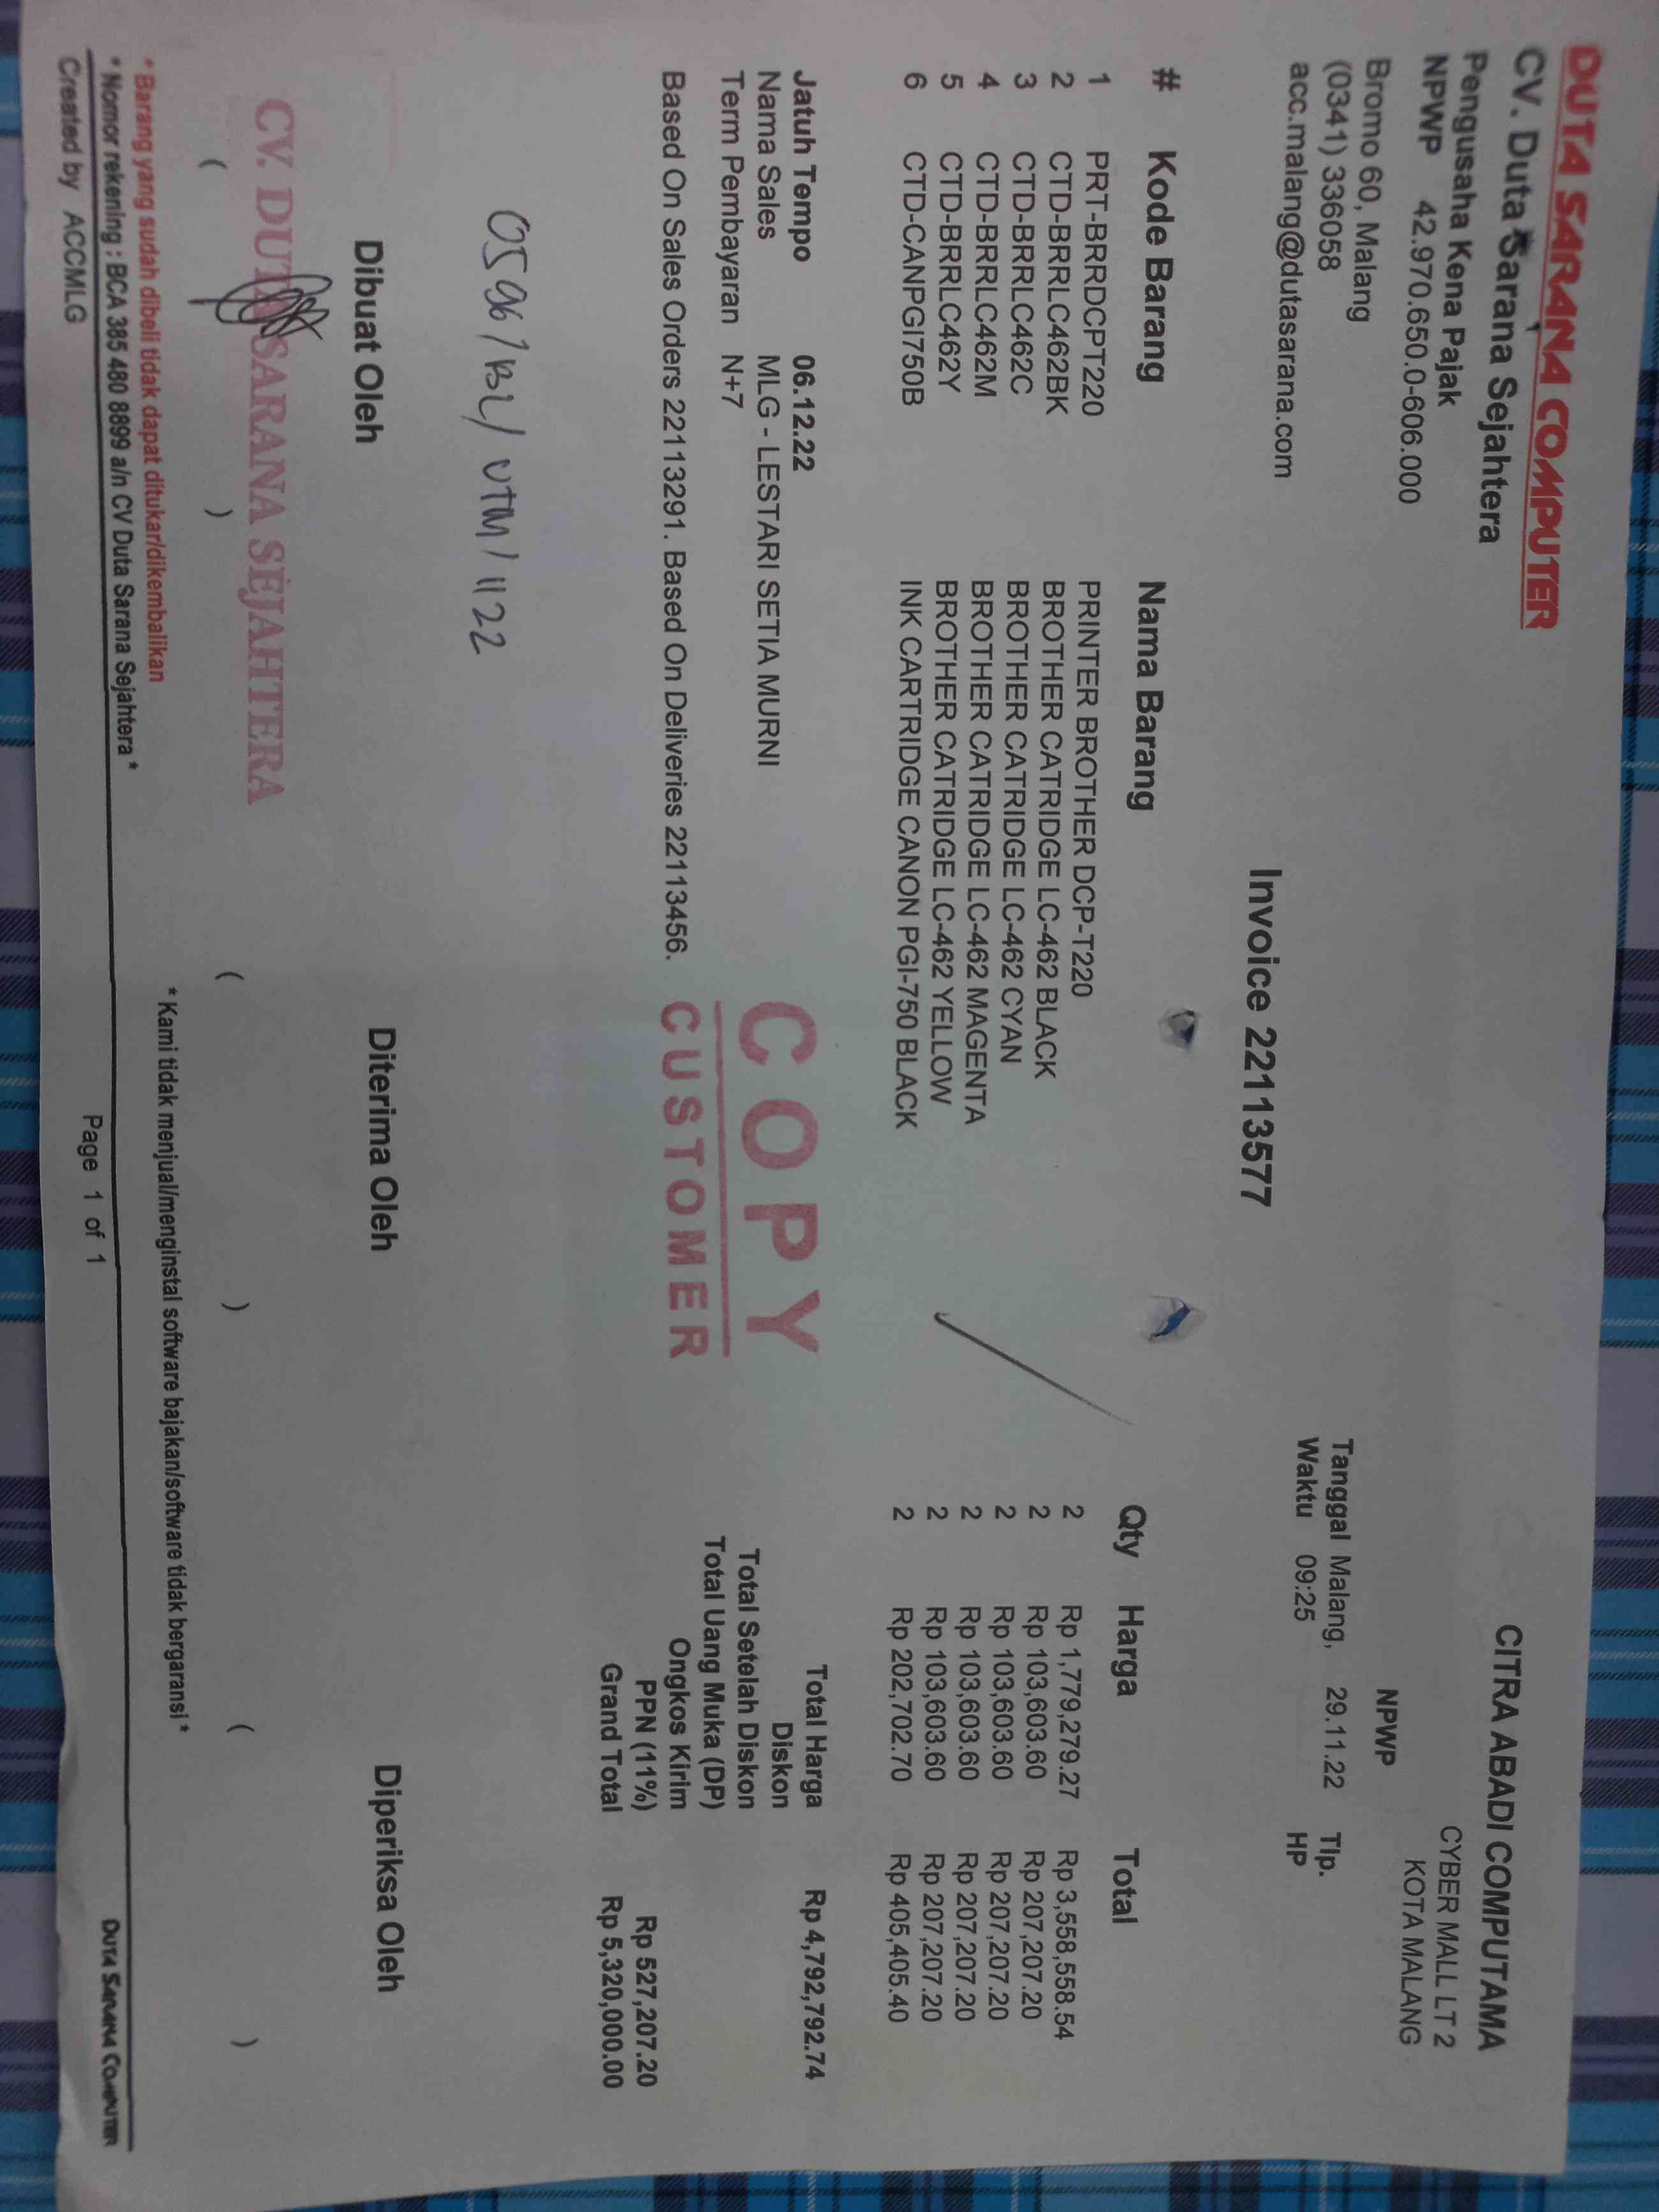 DUTA SARANA COMPUTER
CV. Duta Sarana Sejahtera
Pengusaha Kena Pajak
NPWP 42.970.650.0-606.000
Bromo 60, Malang
(0341) 336058
acc.malang@dutasarana.com
CITRA ABADI COMPUTAMA
CYBER MALL LT 2
KOTA MALANG
NPWP
Tanggal Malang, 29.11.22 Tlp.
Waktu 09:25 HP
Invoice 22113577
# Kode Barang Nama Barang Qty Harga Total
1 PRT-BRRDCPT220 PRINTER BROTHER DCP-T220 2 Rp 1,779,279.27 Rp 3,558,558.54
2 CTD-BRRLC462BK BROTHER CATRIDGE LC-462 BLACK 2 Rp 103,603.60 Rp 207,207.20
3 CTD-BRRLC462C BROTHER CATRIDGE LC-462 CYAN 2 Rp 103,603.60 Rp 207,207.20
4 CTD-BRRLC462M BROTHER CATRIDGE LC-462 MAGENTA 2 Rp 103,603.60 Rp 207,207.20
5 CTD-BRRLC462Y BROTHER CATRIDGE LC-462 YELLOW 2 Rp 103,603.60 Rp 207,207.20
6 CTD-CANPGI750B INK CARTRIDGE CANON PGI-750 BLACK 2 Rp 202,702.70 Rp 405,405.40
Jatuh Tempo 06.12.22
Nama Sales MLG - LESTARI SETIA MURNI
Term Pembayaran N+7
Based On Sales Orders 22113291. Based On Deliveries 22113456.
COPY
CUSTOMER
Total Harga Rp 4,792,792.74
Diskon
Total Setelah Diskon
Total Uang Muka (DP)
Ongkos Kirim
PPN (11%) Rp 527,207.20
Grand Total Rp 5,320,000.00
/UTM/1122
Dibuat Oleh Diterima Oleh Diperiksa Oleh
CV. DUTA SARANA SEJAHTERA
( ) ( ) ( )
* Barang yang sudah dibeli tidak dapat ditukar/dikembalikan
* Kami tidak menjual/menginstal software bajakan/software tidak bergaransi *
* Nomor rekening : BCA 385 480 8899 a/n CV Duta Sarana Sejahtera *
Created by ACCMLG Page 1 of 1 DUTA SARANA COMPUTER